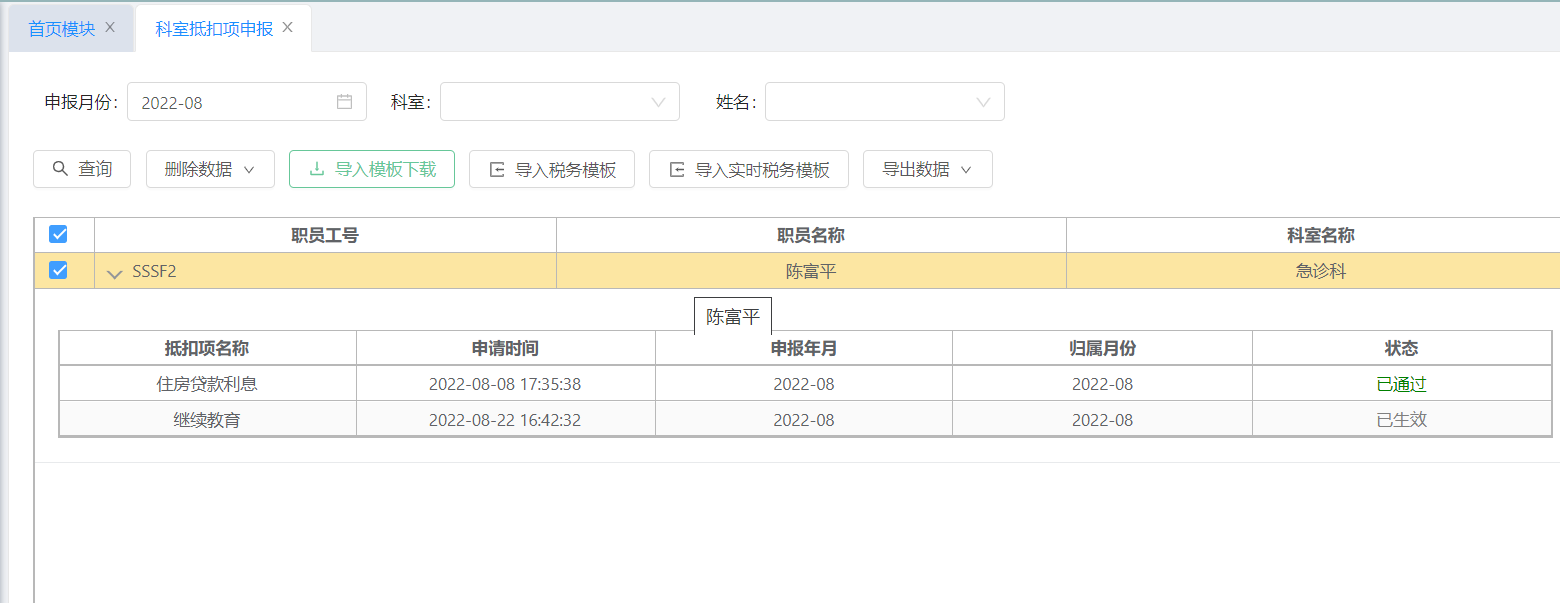 首页模块 科室抵扣项申报
申报月份: 2022-08 科室: 姓名:
查询 删除数据 导入模板下载 导入税务模板 导入实时税务模板 导出数据
职员工号 职员名称 科室名称
SSSF2 陈富平 急诊科
陈富平
抵扣项名称 申请时间 申报年月 归属月份 状态
住房贷款利息 2022-08-08 17:35:38 2022-08 2022-08 已通过
继续教育 2022-08-22 16:42:32 2022-08 2022-08 已生效